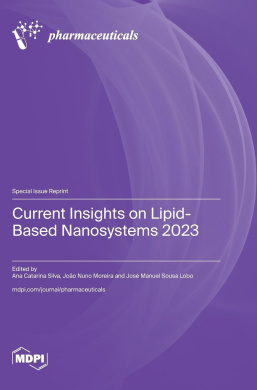 pharmaceuticals
Special Issue Reprint
Current Insights on Lipid-
Based Nanosystems 2023
Edited by
Ana Catarina Silva, João Nuno Moreira and José Manuel Sousa Lobo
mdpi.com/journal/pharmaceuticals
MDPI